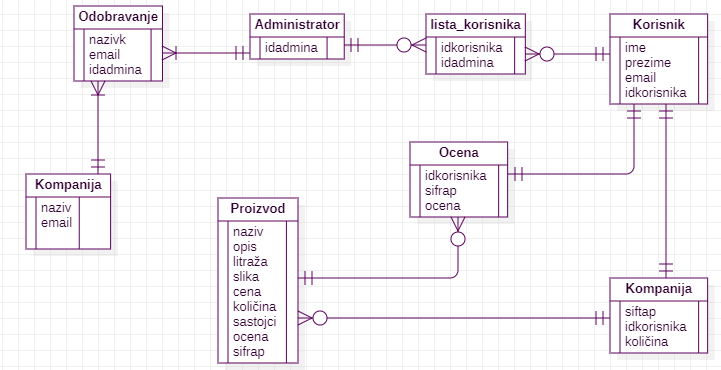 Odobravanje
nazivk
email
idadmina
Administrator
idadmina
lista_korisnika
idkorisnika
idadmina
Korisnik
ime
prezime
email
idkorisnika
Kompanija
naziv
email
Ocena
idkorisnika
sifrap
ocena
Proizvod
naziv
opis
litraža
slika
cena
količina
sastojci
ocena
sifrap
Kompanija
siftap
idkorisnika
količina